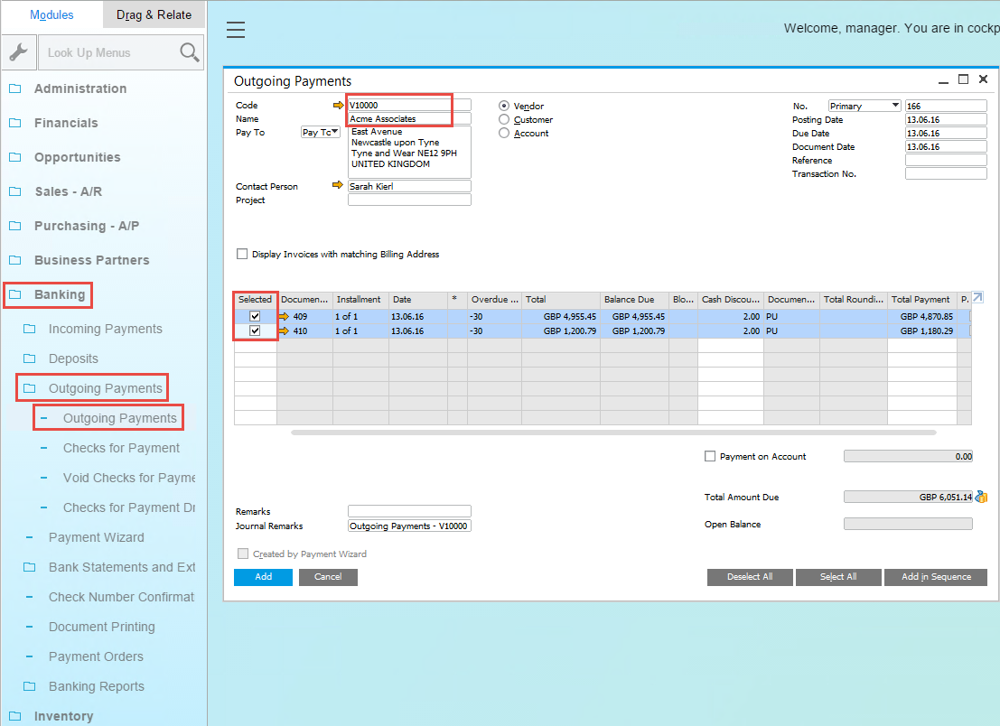 Modules
Drag & Relate
Look Up Menus
Administration
Financials
Opportunities
Sales - A/R
Purchasing - A/P
Business Partners
Banking
Incoming Payments
Deposits
Outgoing Payments
Outgoing Payments
Checks for Payment
Void Checks for Payme
Checks for Payment Dr
Payment Wizard
Bank Statements and Ext
Check Number Confirmat
Document Printing
Payment Orders
Banking Reports
Inventory
Welcome, manager. You are in cockp
Outgoing Payments
Code V10000
Name Acme Associates
Pay To Pay To East Avenue
Newcastle upon Tyne
Tyne and Wear NE12 9PH
UNITED KINGDOM
Contact Person Sarah Kierl
Project
Vendor
Customer
Account
No. Primary 166
Posting Date 13.06.16
Due Date 13.06.16
Document Date 13.06.16
Reference
Transaction No.
Display Invoices with matching Billing Address
Selected Documen... Installment Date * Overdue ... Total Balance Due Blo... Cash Discou... Documen... Total Roundi... Total Payment P.
409 1 of 1 13.06.16 -30 GBP 4,955.45 GBP 4,955.45 2.00 PU GBP 4,870.85
410 1 of 1 13.06.16 -30 GBP 1,200.79 GBP 1,200.79 2.00 PU GBP 1,180.29
Payment on Account 0.00
Total Amount Due GBP 6,051.14
Open Balance
Remarks
Journal Remarks Outgoing Payments - V10000
Created by Payment Wizard
Add Cancel Deselect All Select All Add in Sequence